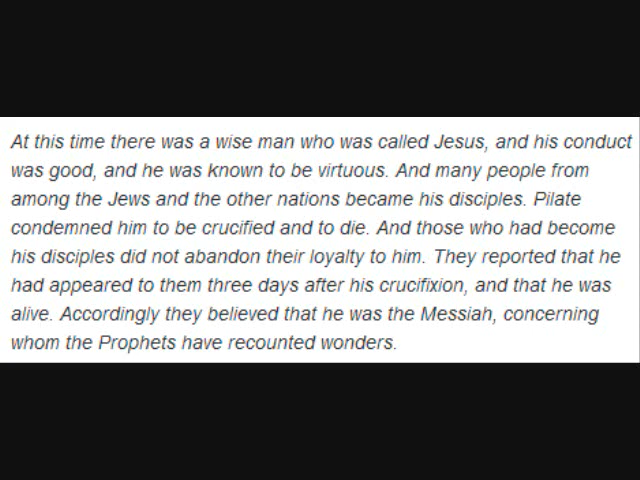 At this time there was a wise man who was called Jesus, and his conduct
was good, and he was known to be virtuous. And many people from
among the Jews and the other nations became his disciples. Pilate
condemned him to be crucified and to die. And those who had become
his disciples did not abandon their loyalty to him. They reported that he
had appeared to them three days after his crucifixion, and that he was
alive. Accordingly they believed that he was the Messiah, concerning
whom the Prophets have recounted wonders.